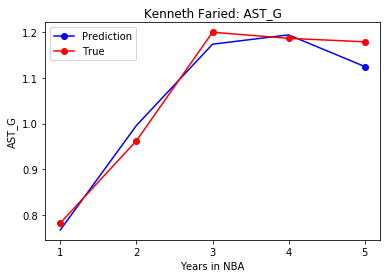 Kenneth Faried: AST_G
Prediction
True
1.2
1.1
1.0
0.9
0.8
AST_G
1 2 3 4 5
Years in NBA